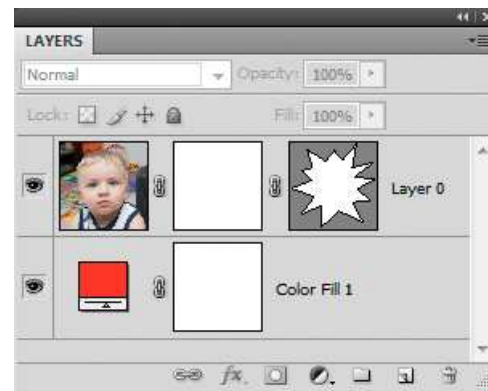 LAYERS
Normal Opacity: 100%
Lock: Fill: 100%
Layer 0
Color Fill 1
fx.